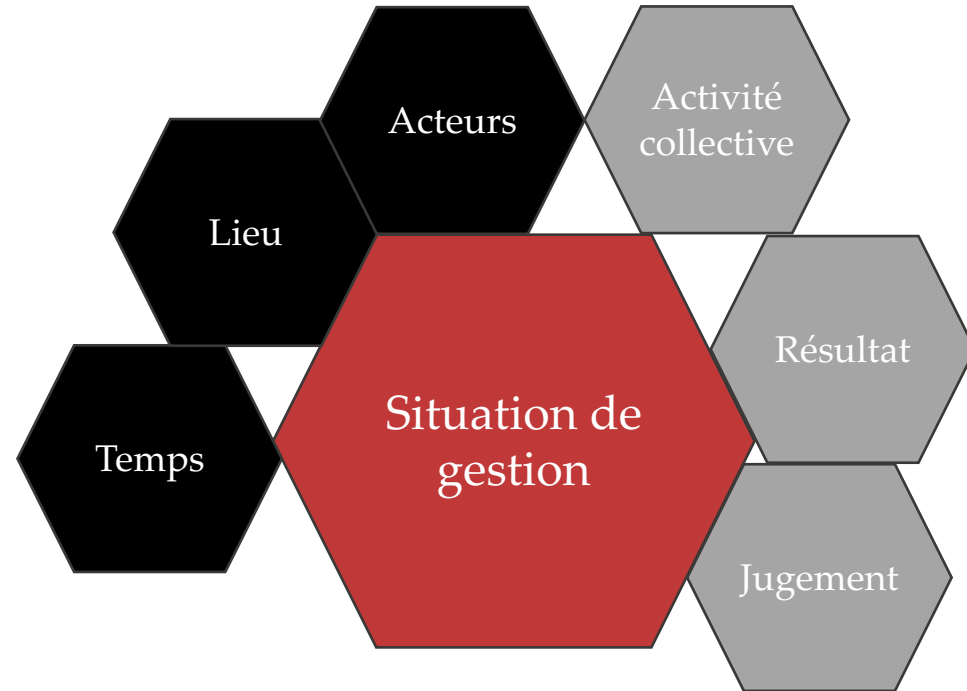 Acteurs
Activité
collective
Lieu
Résultat
Situation de
gestion
Temps
Jugement